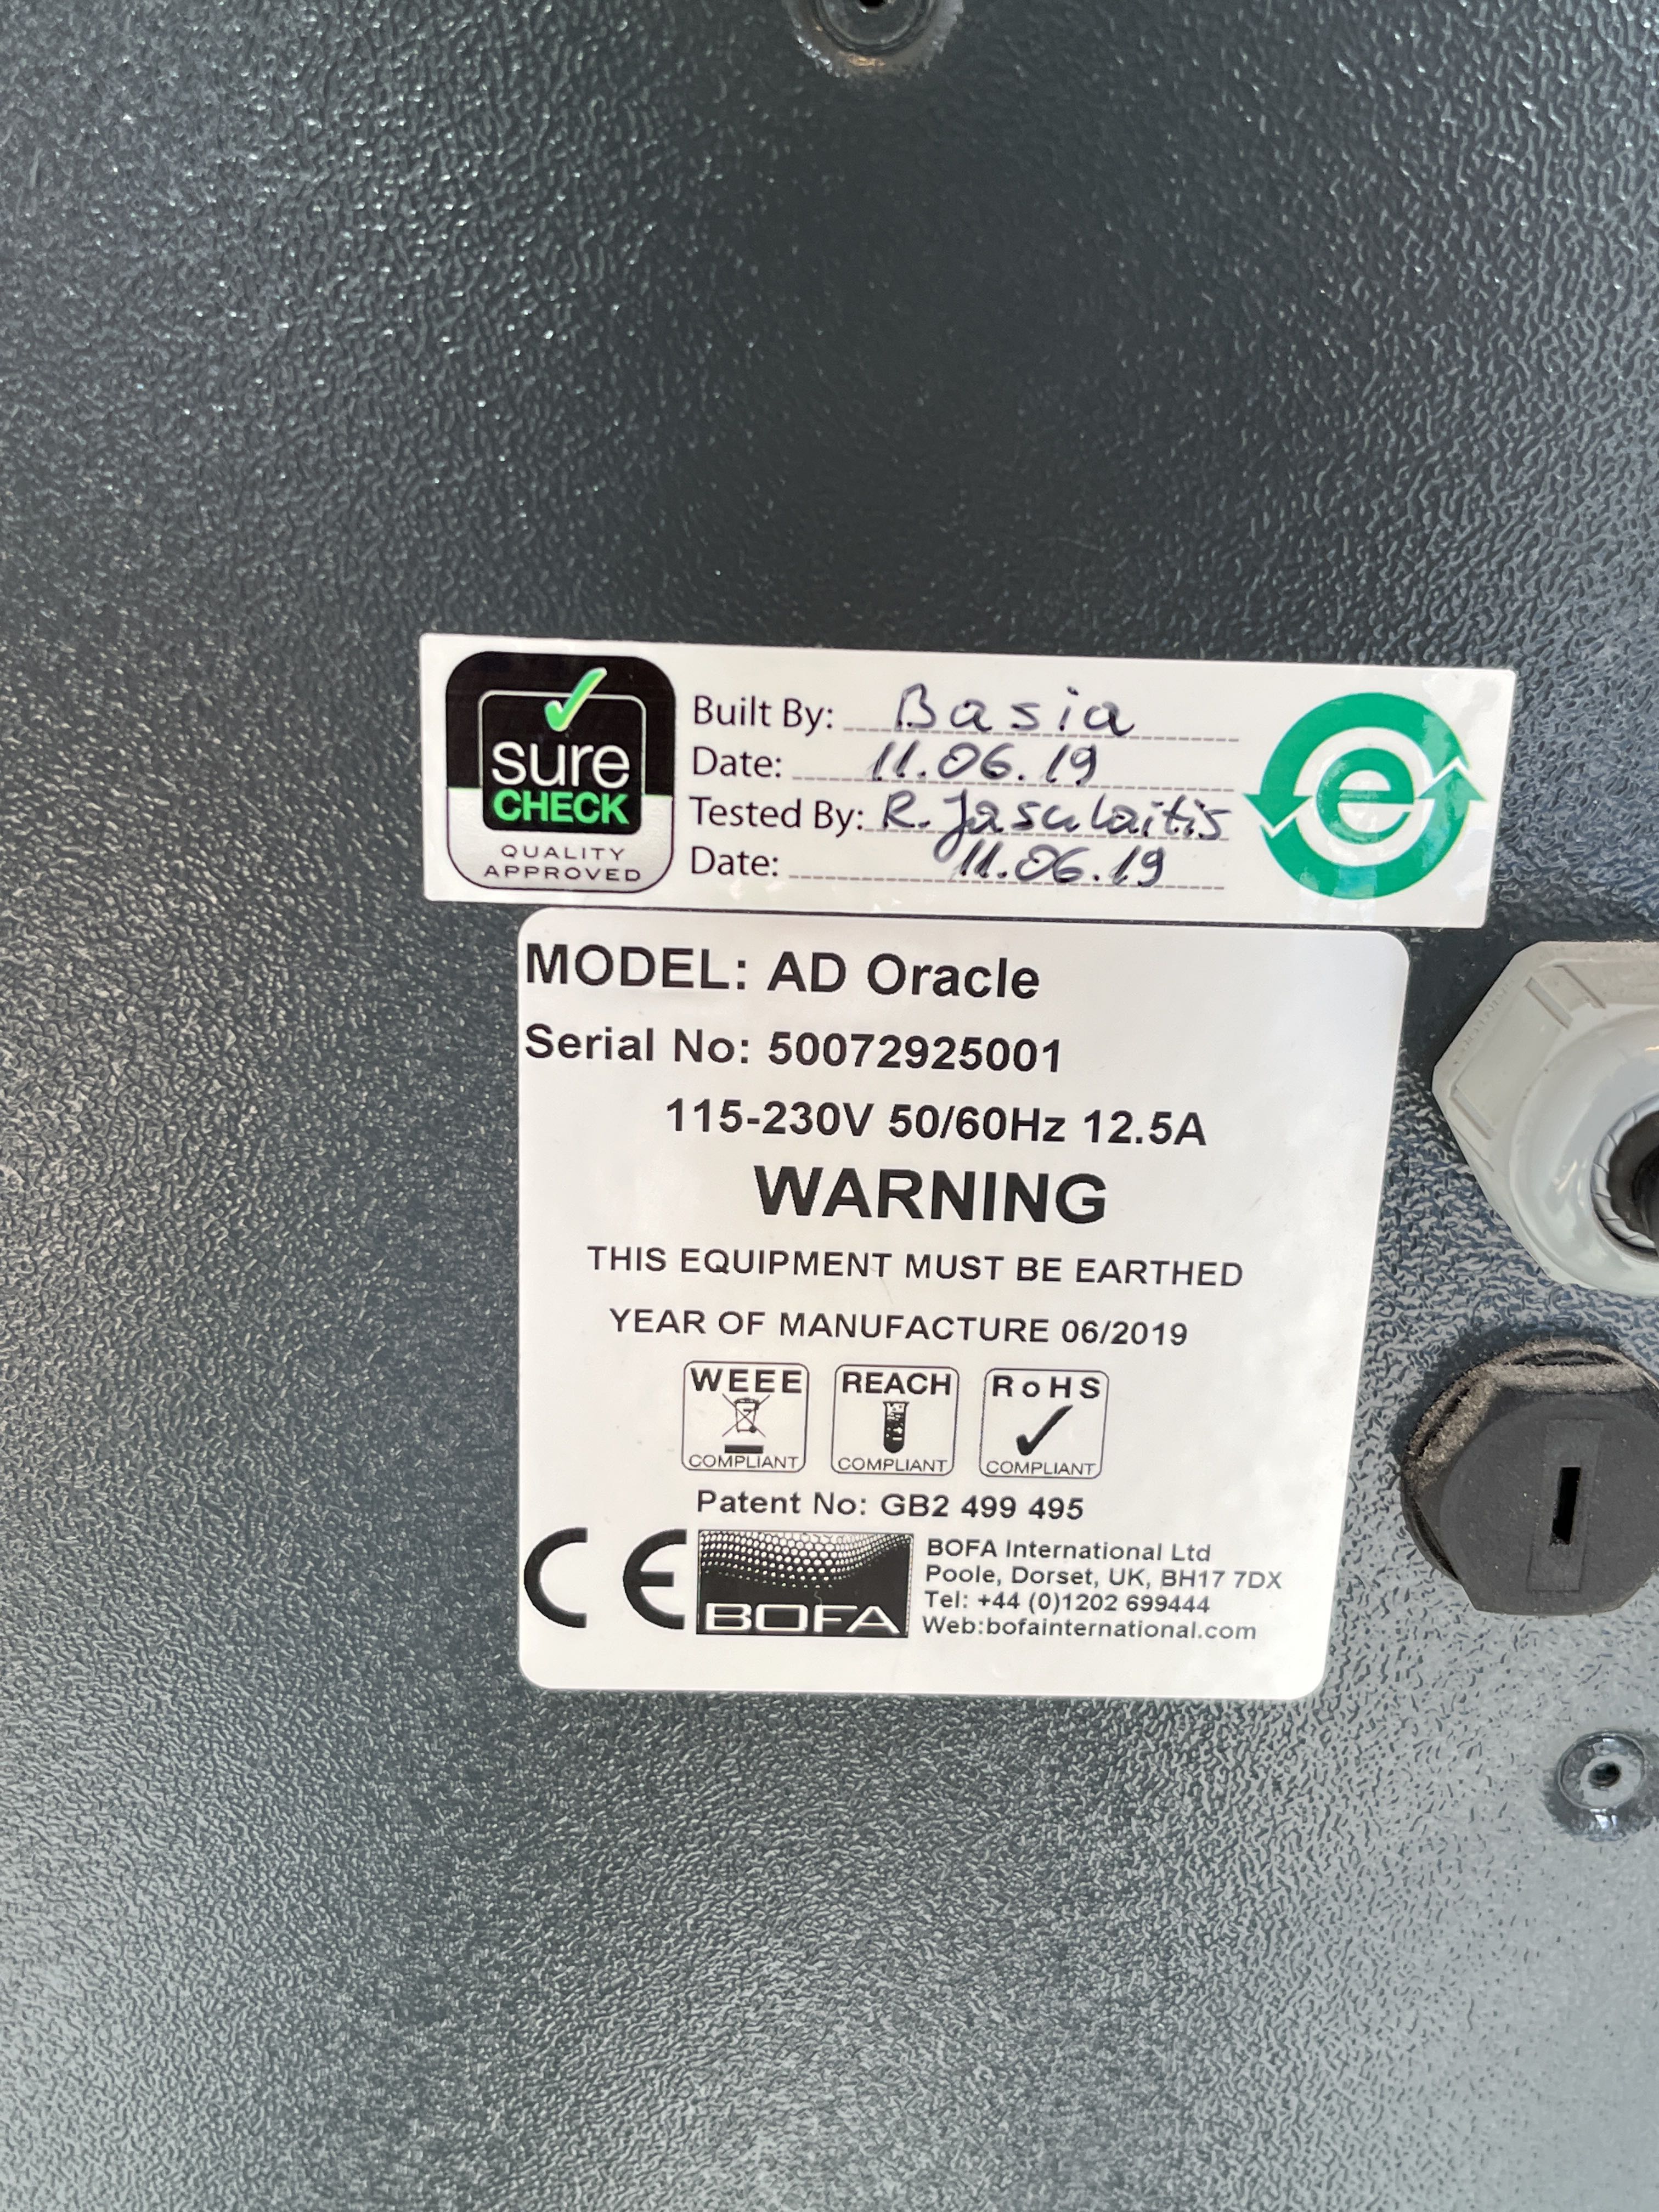 sure
CHECK
QUALITY
APPROVED
Built By: Basia
Date: 11.06.19
Tested By: R. Jasulaitis
Date: 11.06.19
e
MODEL: AD Oracle
Serial No: 50072925001
115-230V 50/60Hz 12.5A
WARNING
THIS EQUIPMENT MUST BE EARTHED
YEAR OF MANUFACTURE 06/2019
WEEE
COMPLIANT
REACH
COMPLIANT
RoHS
COMPLIANT
Patent No: GB2 499 495
CE
BOFA
BOFA International Ltd
Poole, Dorset, UK, BH17 7DX
Tel: +44 (0)1202 699444
Web:bofainternational.com